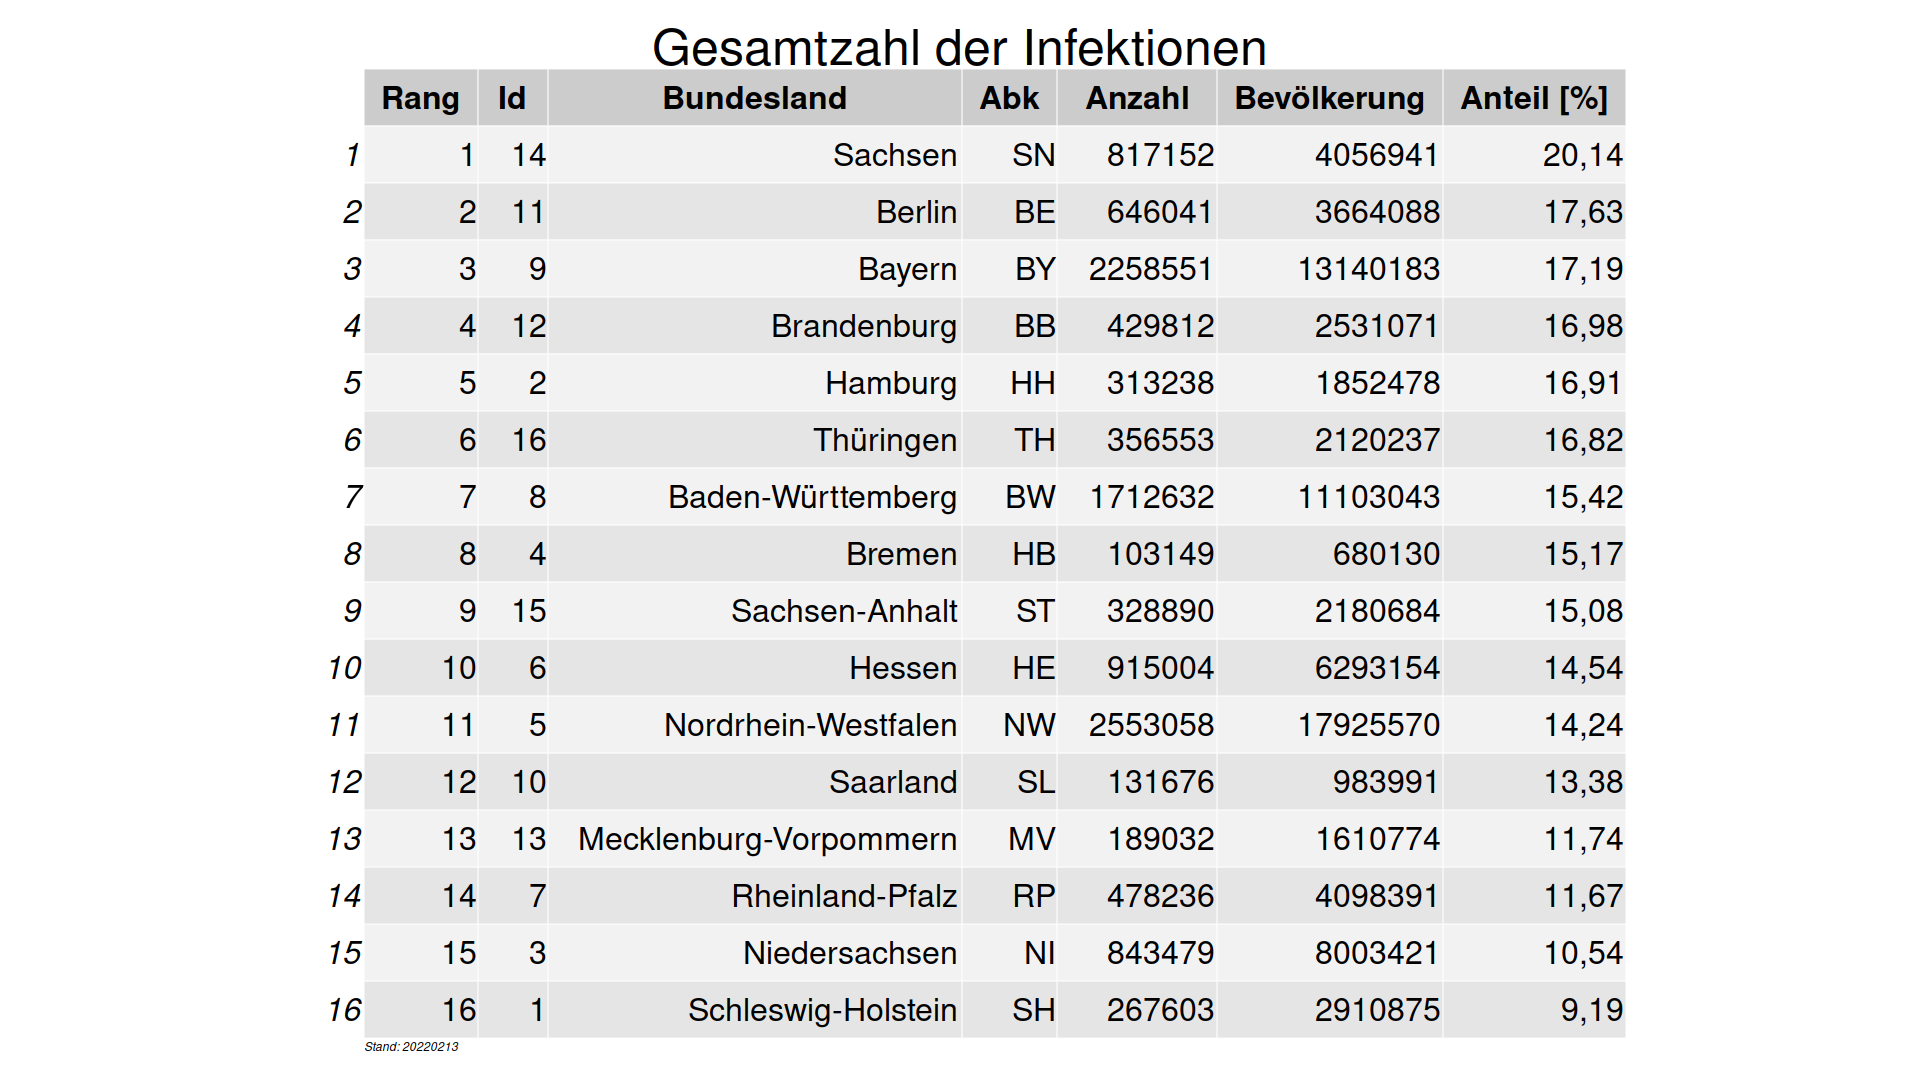 Gesamtzahl der Infektionen
Rang Id Bundesland Abk Anzahl Bevölkerung Anteil [%]
1 1 14 Sachsen SN 817152 4056941 20,14
2 2 11 Berlin BE 646041 3664088 17,63
3 3 9 Bayern BY 2258551 13140183 17,19
4 4 12 Brandenburg BB 429812 2531071 16,98
5 5 2 Hamburg HH 313238 1852478 16,91
6 6 16 Thüringen TH 356553 2120237 16,82
7 7 8 Baden-Württemberg BW 1712632 11103043 15,42
8 8 4 Bremen HB 103149 680130 15,17
9 9 15 Sachsen-Anhalt ST 328890 2180684 15,08
10 10 6 Hessen HE 915004 6293154 14,54
11 11 5 Nordrhein-Westfalen NW 2553058 17925570 14,24
12 12 10 Saarland SL 131676 983991 13,38
13 13 13 Mecklenburg-Vorpommern MV 189032 1610774 11,74
14 14 7 Rheinland-Pfalz RP 478236 4098391 11,67
15 15 3 Niedersachsen NI 843479 8003421 10,54
16 16 1 Schleswig-Holstein SH 267603 2910875 9,19
Stand: 20220213